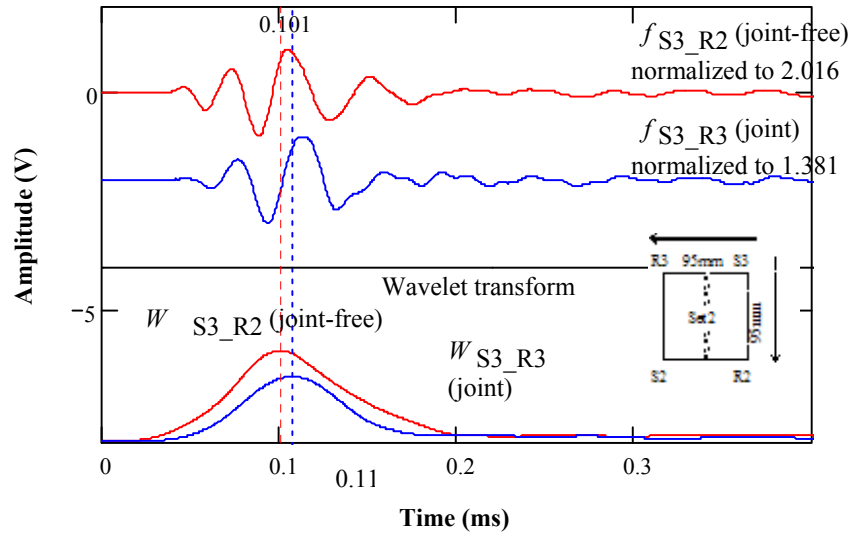 0.101
f S3_R2 (joint-free)
normalized to 2.016
0
f S3_R3 (joint)
normalized to 1.381
Amplitude (V)
R3 95mm S3
Wavelet transform
−5
W S3_R2 (joint-free)
Set2
95mm
W S3_R3
(joint)
S2 R2
0 0.1 0.2 0.3
0.11
Time (ms)